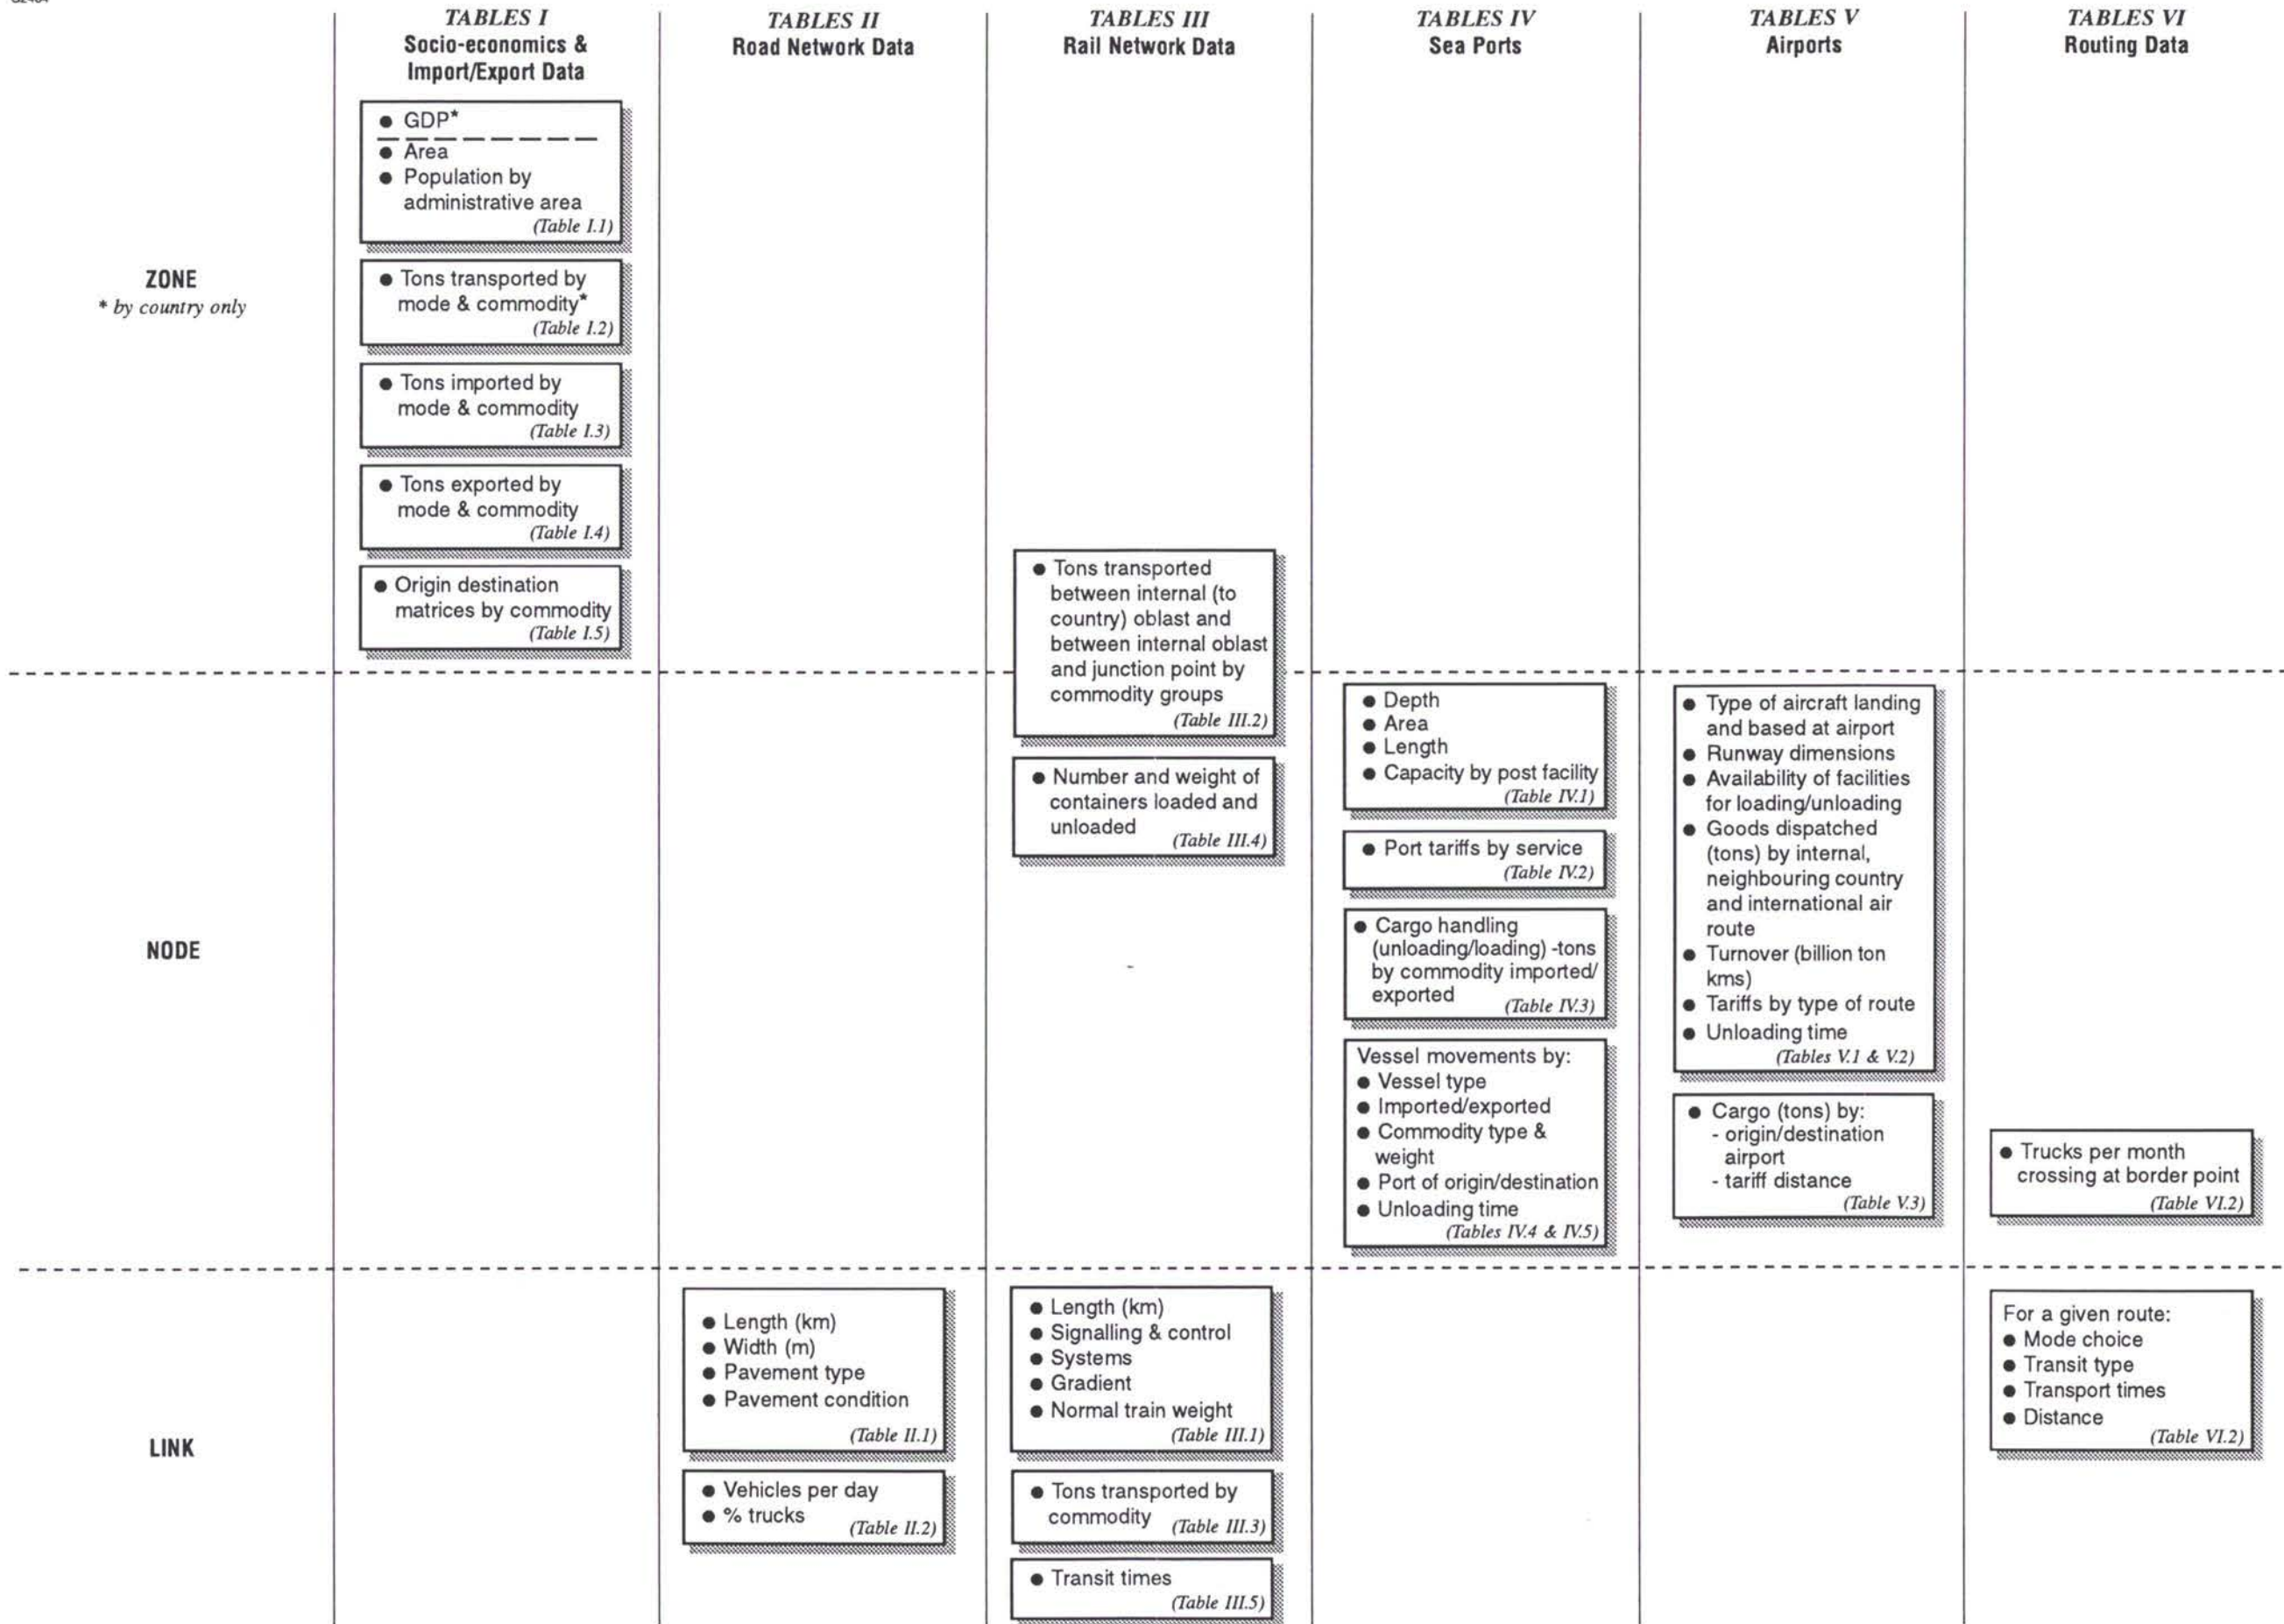 TABLES I
Socio-economics &
Import/Export Data
TABLES II
Road Network Data
TABLES III
Rail Network Data
TABLES IV
Sea Ports
TABLES V
Airports
TABLES VI
Routing Data
ZONE
* by country only
● GDP*
● Area
● Population by
administrative area
(Table I.1)
● Tons transported by
mode & commodity*
(Table I.2)
● Tons imported by
mode & commodity
(Table I.3)
● Tons exported by
mode & commodity
(Table I.4)
● Origin destination
matrices by commodity
(Table I.5)
● Tons transported
between internal (to
country) oblast and
between internal oblast
and junction point by
commodity groups
(Table III.2)
NODE
● Number and weight of
containers loaded and
unloaded
(Table III.4)
● Depth
● Area
● Length
● Capacity by post facility
(Table IV.1)
● Port tariffs by service
(Table IV.2)
● Cargo handling
(unloading/loading) -tons
by commodity imported/
exported
(Table IV.3)
Vessel movements by:
● Vessel type
● Imported/exported
● Commodity type &
weight
● Port of origin/destination
● Unloading time
(Tables IV.4 & IV.5)
● Type of aircraft landing
and based at airport
● Runway dimensions
● Availability of facilities
for loading/unloading
● Goods dispatched
(tons) by internal,
neighbouring country
and international air
route
● Turnover (billion ton
kms)
● Tariffs by type of route
● Unloading time
(Tables V.1 & V.2)
● Cargo (tons) by:
- origin/destination
airport
- tariff distance
(Table V.3)
● Trucks per month
crossing at border point
(Table VI.2)
LINK
● Length (km)
● Width (m)
● Pavement type
● Pavement condition
(Table II.1)
● Vehicles per day
● % trucks
(Table II.2)
● Length (km)
● Signalling & control
● Systems
● Gradient
● Normal train weight
(Table III.1)
● Tons transported by
commodity
(Table III.3)
● Transit times
(Table III.5)
For a given route:
● Mode choice
● Transit type
● Transport times
● Distance
(Table VI.2)